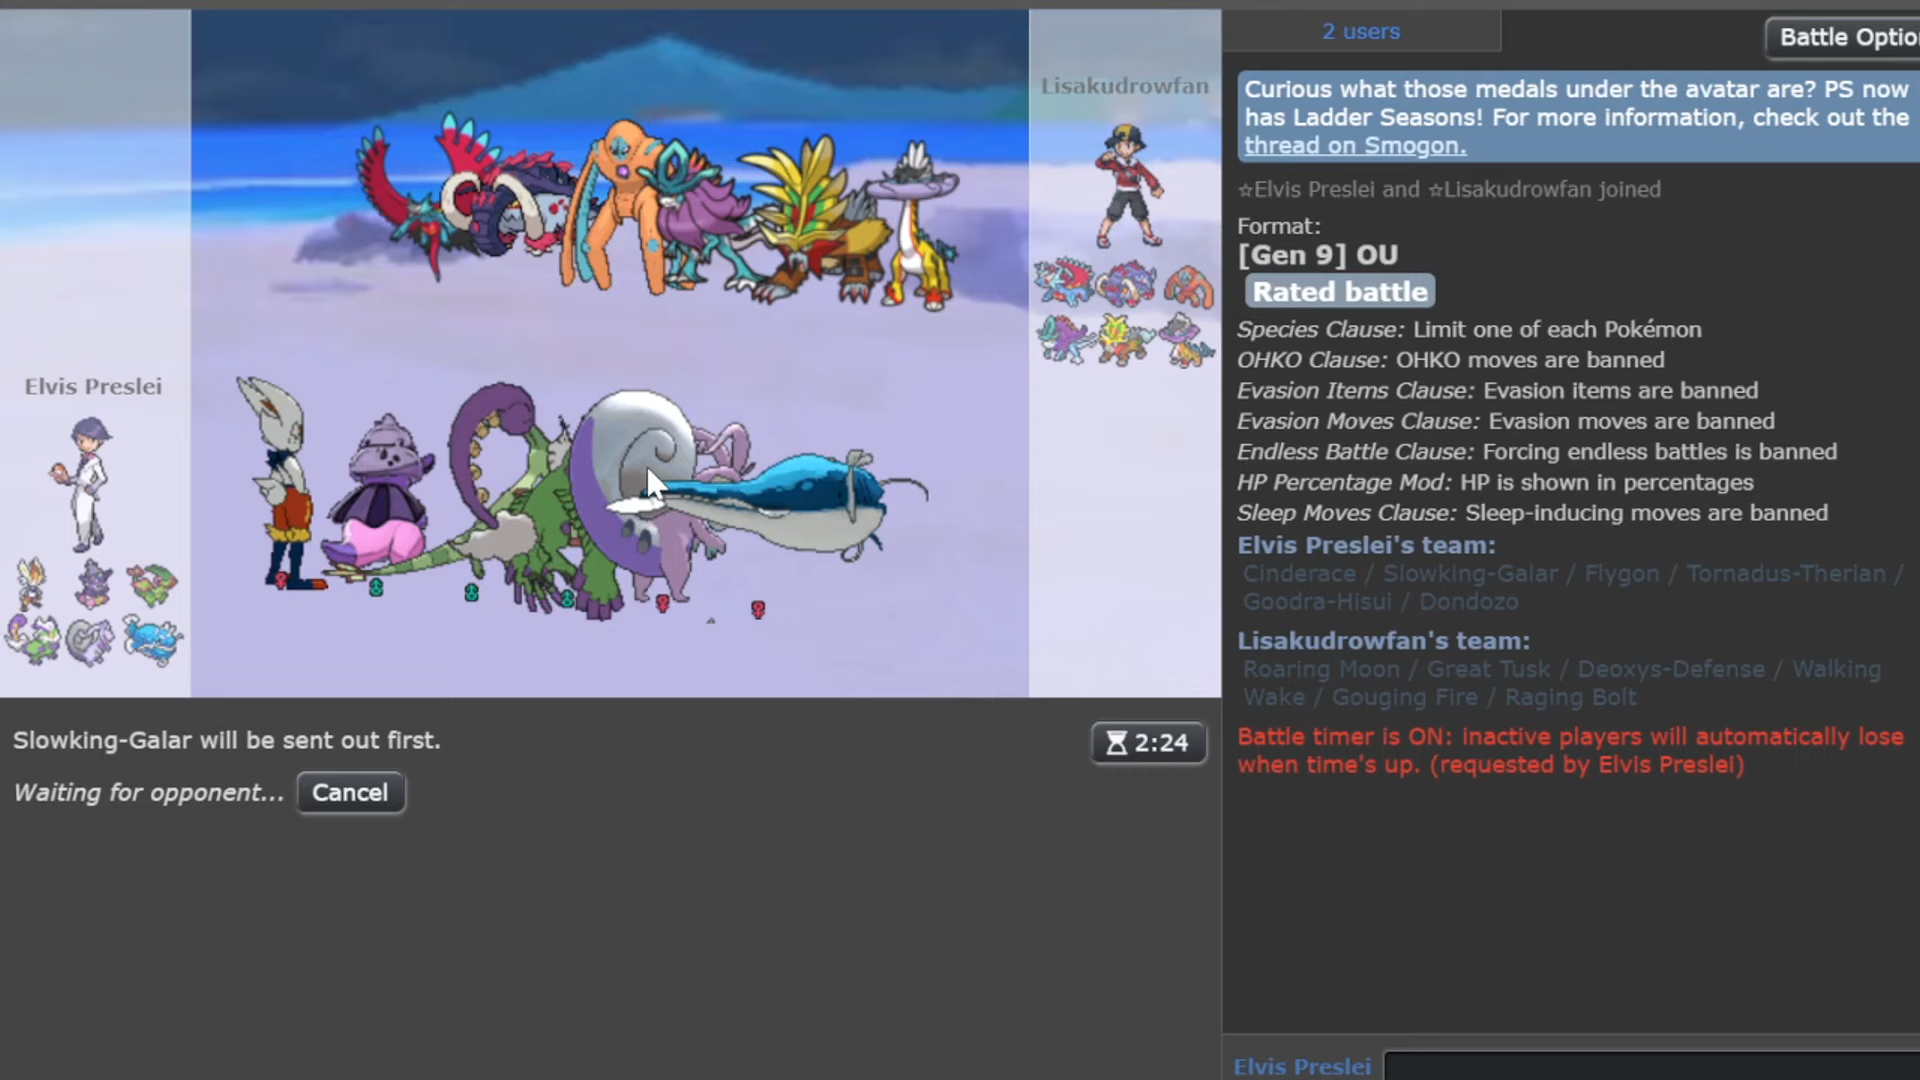 Lisakudrowfan
Elvis Preslei
Slowking-Galar will be sent out first.
2:24
Waiting for opponent... Cancel
2 users
Battle Optio
Curious what those medals under the avatar are? PS now
has Ladder Seasons! For more information, check out the
thread on Smogon.
☆Elvis Preslei and ☆Lisakudrowfan joined
Format:
[Gen 9] OU
Rated battle
Species Clause: Limit one of each Pokémon
OHKO Clause: OHKO moves are banned
Evasion Items Clause: Evasion items are banned
Evasion Moves Clause: Evasion moves are banned
Endless Battle Clause: Forcing endless battles is banned
HP Percentage Mod: HP is shown in percentages
Sleep Moves Clause: Sleep-inducing moves are banned
Elvis Preslei's team:
Cinderace / Slowking-Galar / Flygon / Tornadus-Therian /
Goodra-Hisui / Dondozo
Lisakudrowfan's team:
Roaring Moon / Great Tusk / Deoxys-Defense / Walking
Wake / Gouging Fire / Raging Bolt
Battle timer is ON: inactive players will automatically lose
when time's up. (requested by Elvis Preslei)
Elvis Preslei